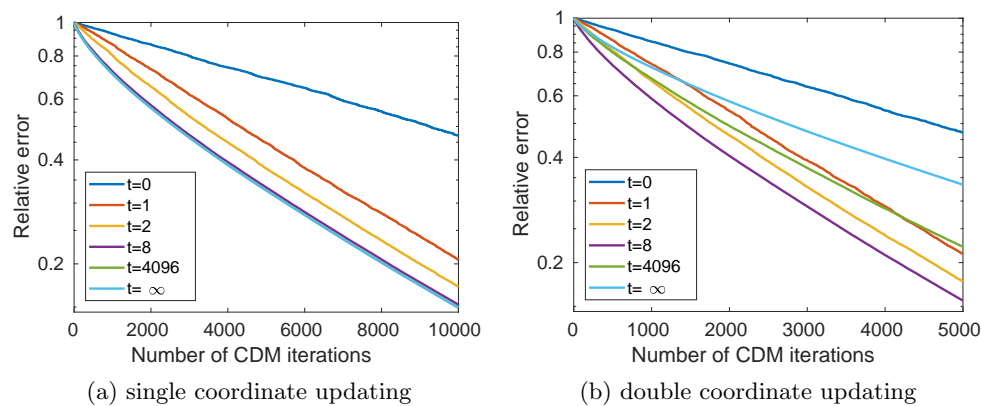 1
0.8
0.6
0.4
0.2
Relative error
t=0
t=1
t=2
t=8
t=4096
t= ∞
0 2000 4000 6000 8000 10000
Number of CDM iterations
(a) single coordinate updating
1
0.8
0.6
0.4
0.2
Relative error
t=0
t=1
t=2
t=8
t=4096
t= ∞
0 1000 2000 3000 4000 5000
Number of CDM iterations
(b) double coordinate updating